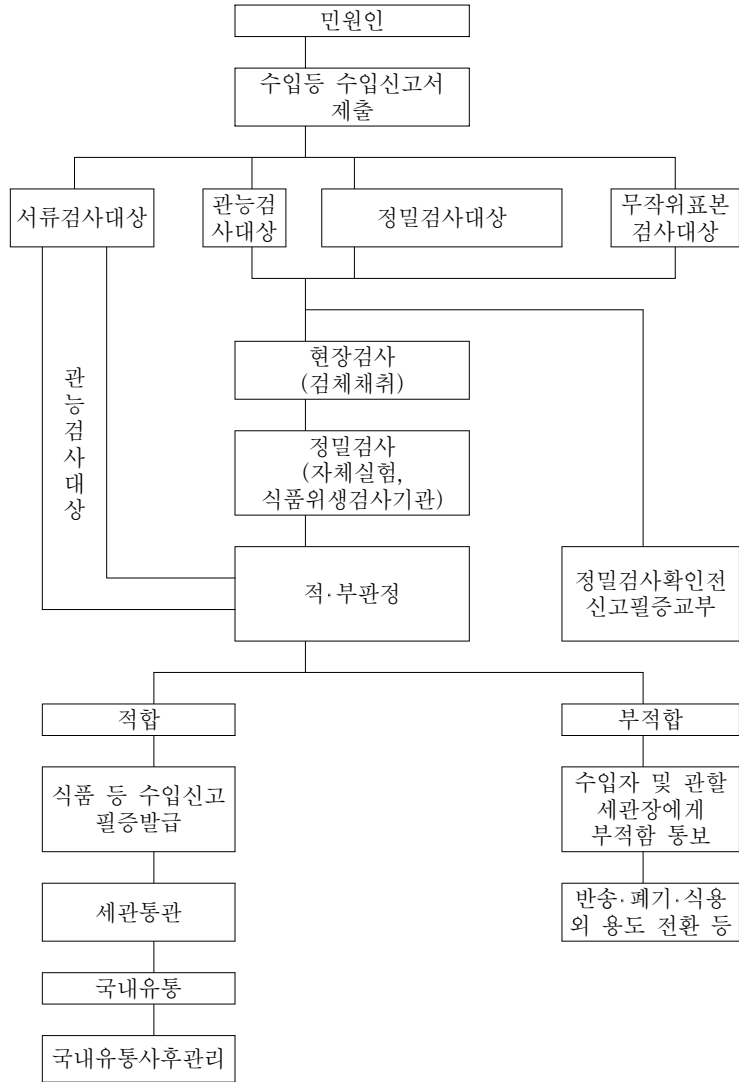 민원인
수입등 수입신고서
제출
서류검사대상
관능검
사대상
정밀검사대상
무작위표본
검사대상
관능검사대상
현장검사
(검체채취)
정밀검사
(자체실험,
식품위생검사기관)
적·부판정
정밀검사확인전
신고필증교부
적합
부적합
식품 등 수입신고
필증발급
수입자 및 관할
세관장에게
부적함 통보
세관통관
반송·폐기·식용
외 용도 전환 등
국내유통
국내유통사후관리